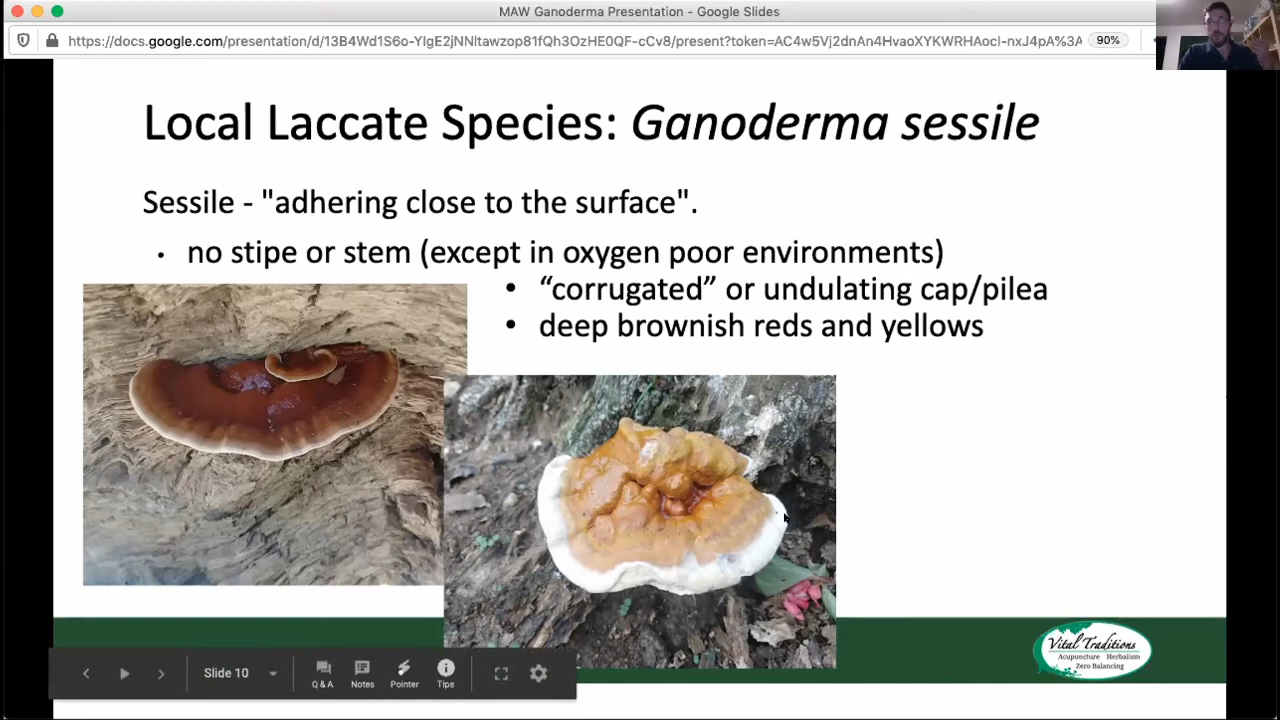 MAW Ganoderma Presentation - Google Slides
https://docs.google.com/presentation/d/13B4Wd1S6o-YIgE2jNNltawzop81fQh3OzHE0QF-cCv8/present?token=AC4w5Vj2dnAn4HvaoXYKWRHAocI-nxJ4pA%3A
90%
Local Laccate Species: Ganoderma sessile
Sessile - "adhering close to the surface".
• no stipe or stem (except in oxygen poor environments)
• “corrugated” or undulating cap/pilea
• deep brownish reds and yellows
Vital Traditions
Acupuncture Herbalism
Zero Balancing
Slide 10
Q & A
Notes
Pointer
Tips